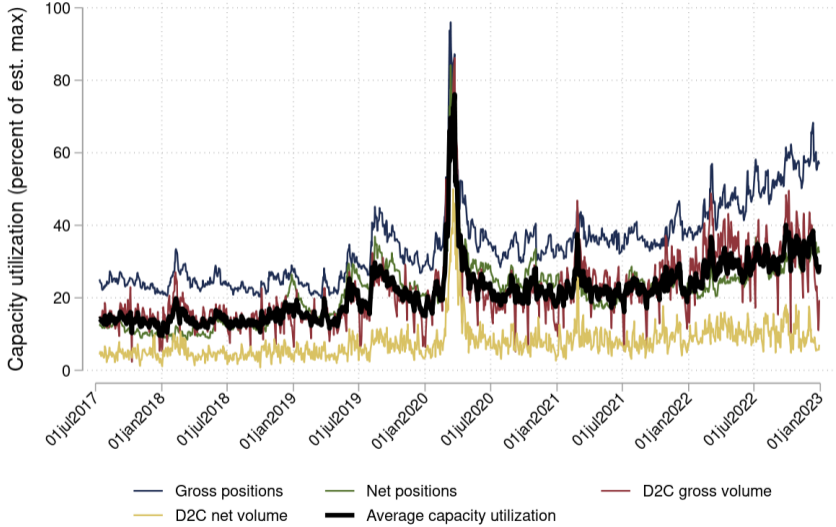 Capacity utilization (percent of est. max)
100
80
60
40
20
0
01jul2017
01jan2018
01jul2018
01jan2019
01jul2019
01jan2020
01jul2020
01jan2021
01jul2021
01jan2022
01jul2022
01jan2023
Gross positions Net positions D2C gross volume
D2C net volume Average capacity utilization